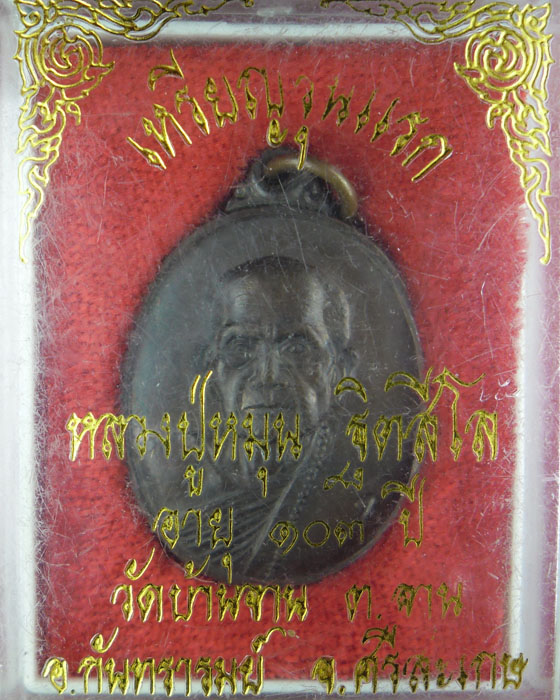 เหรียญรุ่นแรก
หลวงปู่หมุน ฐิตสีโล
อายุ ๑๐๓ ปี
วัดบ้านจาน ต.จาน
อ.กันทรารมย์ จ.ศรีสะเกษ